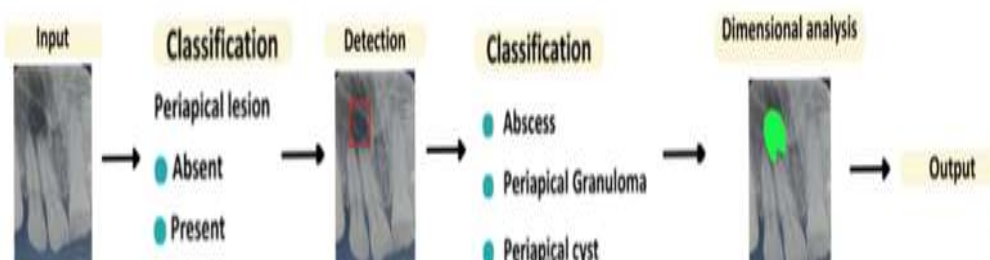 Input
Classification
Periapical lesion
Absent
Present
Detection
Classification
Abscess
Periapical Granuloma
Periapical cyst
Dimensional analysis
Output